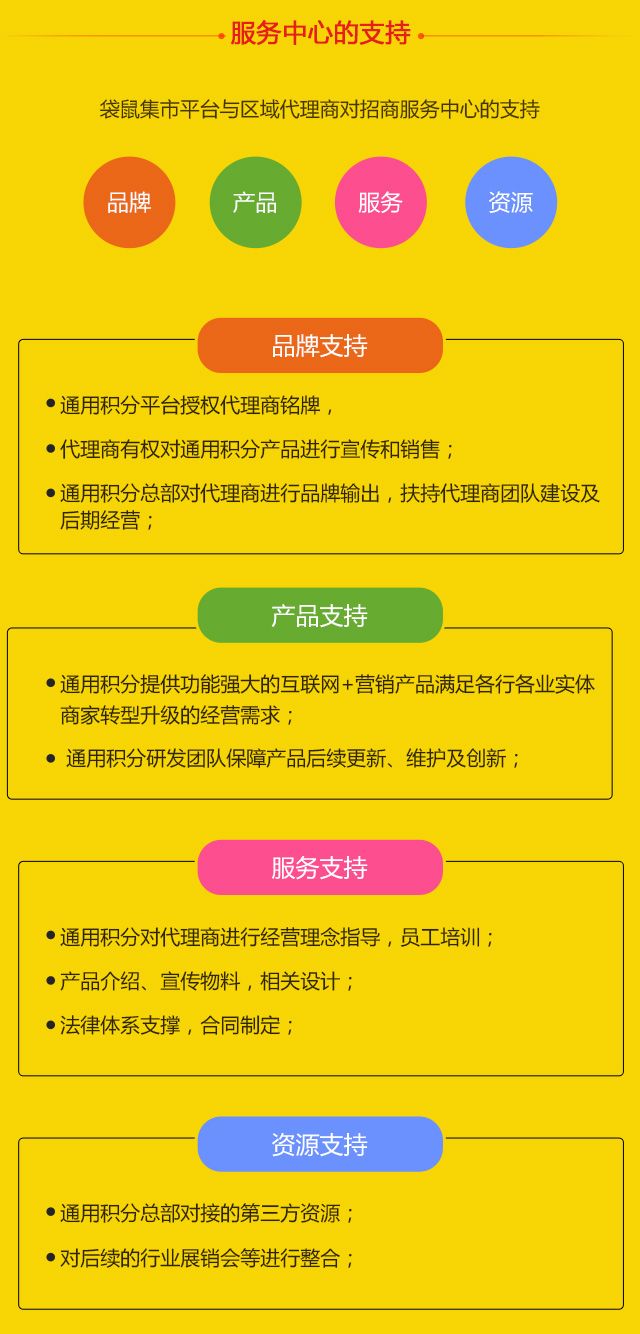 服务中心的支持
袋鼠集市平台与区域代理商对招商服务中心的支持
品牌 产品 服务 资源
品牌支持
●通用积分平台授权代理商铭牌，
●代理商有权对通用积分产品进行宣传和销售；
●通用积分总部对代理商进行品牌输出，扶持代理商团队建设及
后期经营；
产品支持
●通用积分提供功能强大的互联网+营销产品满足各行各业实体
商家转型升级的经营需求；
● 通用积分研发团队保障产品后续更新、维护及创新；
服务支持
●通用积分对代理商进行经营理念指导，员工培训；
●产品介绍、宣传物料，相关设计；
●法律体系支撑，合同制定；
资源支持
●通用积分总部对接的第三方资源；
●对后续的行业展销会等进行整合；